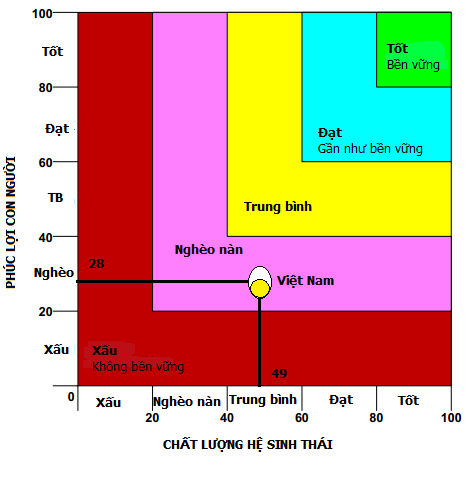 100
Tốt
Tốt
Bền vững
80
Đạt
Đạt
Gần như bền vững
60
TB
Trung bình
40
Nghèo nàn
28
Nghèo
Việt Nam
20
Xấu
Xấu
Không bền vững
49
0
Xấu
Nghèo nàn
Trung bình
Đạt
Tốt
20
40
60
80
100
PHÚC LỢI CON NGƯỜI
CHẤT LƯỢNG HỆ SINH THÁI